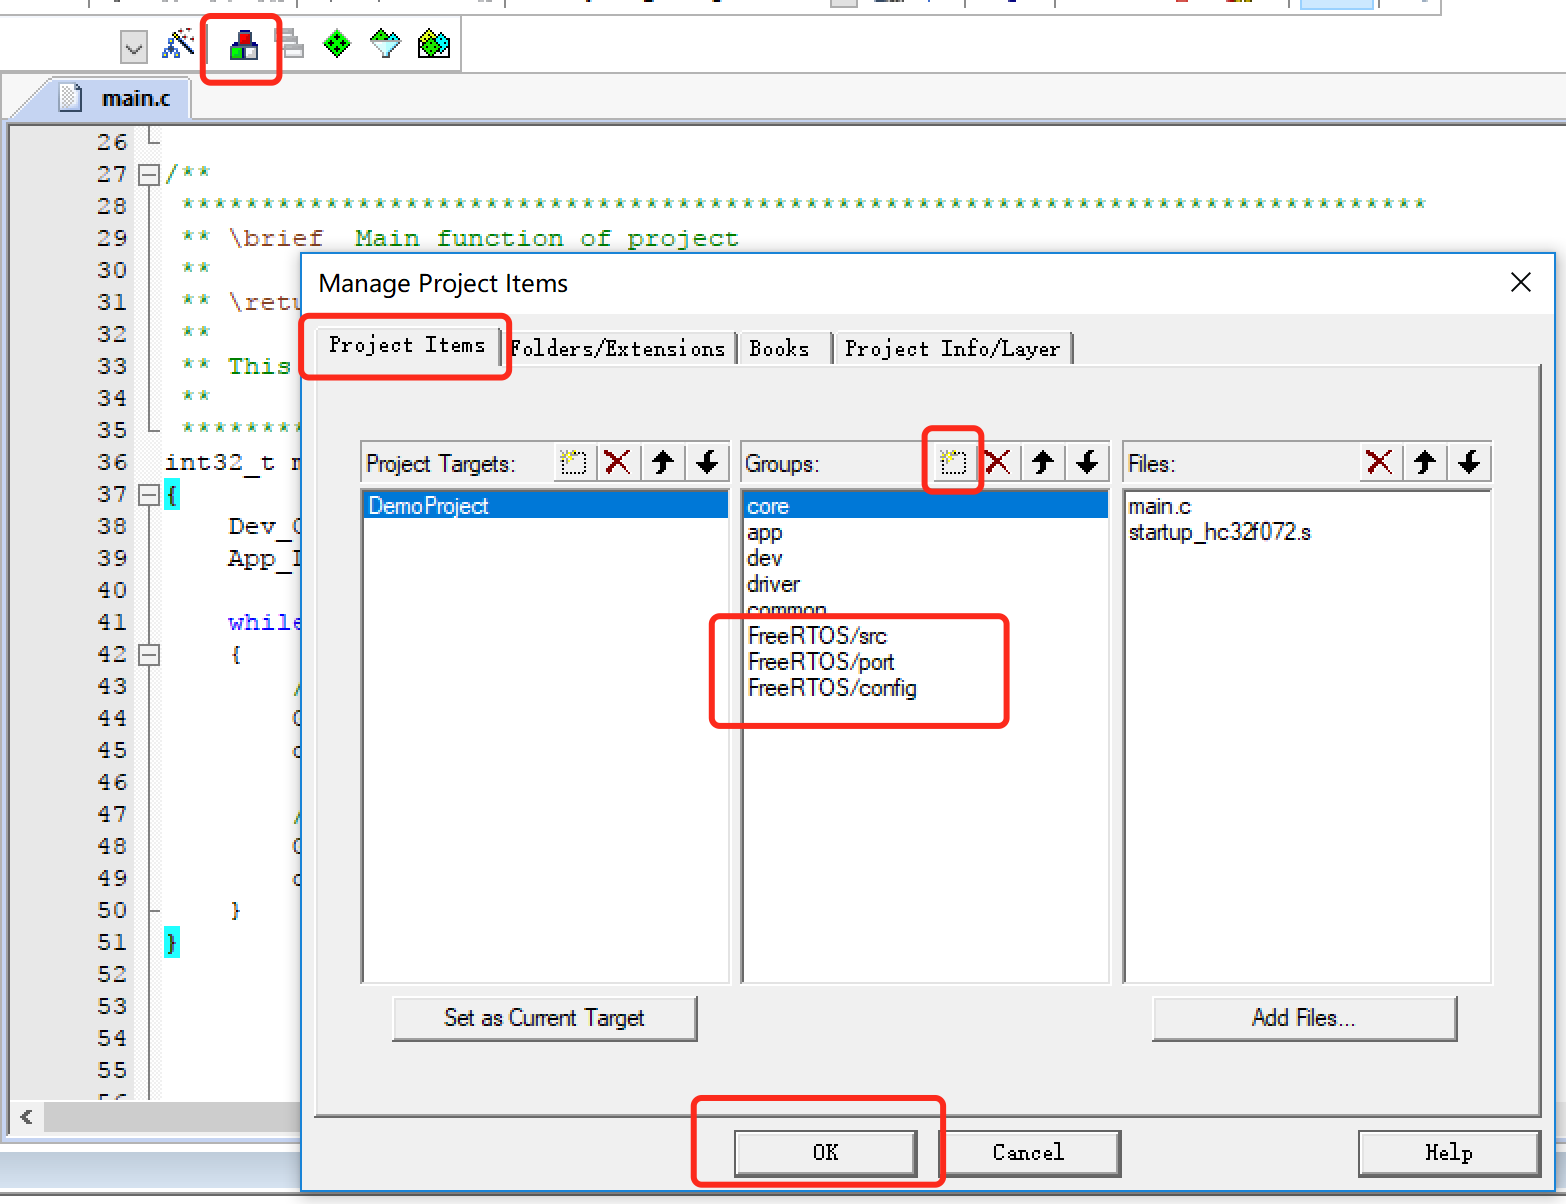 main.c
26
27 /**
28 ******************************************************************************
29 ** \brief  Main function of project
30 **
31 ** \retu
32 **
33 ** This
34 **
35 ********
36 int32_t m
37 {
38 Dev_C
39 App_I
40
41 while
42 {
43 /
44
45
46
47 /
48
49
50 }
51 }
52
53
54
55
Manage Project Items
Project Items
Folders/Extensions
Books
Project Info/Layer
Project Targets:
DemoProject
Set as Current Target
Groups:
core
app
dev
driver
common
FreeRTOS/src
FreeRTOS/port
FreeRTOS/config
Files:
main.c
startup_hc32f072.s
Add Files...
OK
Cancel
Help